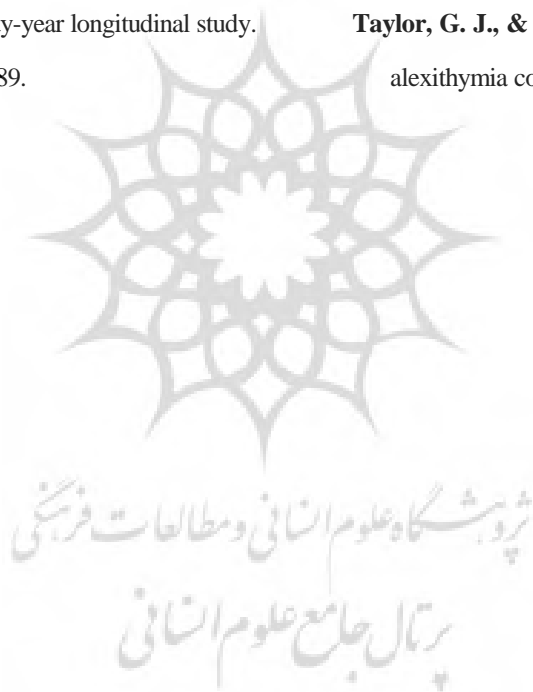 y-year longitudinal study.
89.
Taylor, G. J., &
alexithymia co
پژوهشگاه علوم انسانی و مطالعات فرهنگی
پرتال جامع علوم انسانی